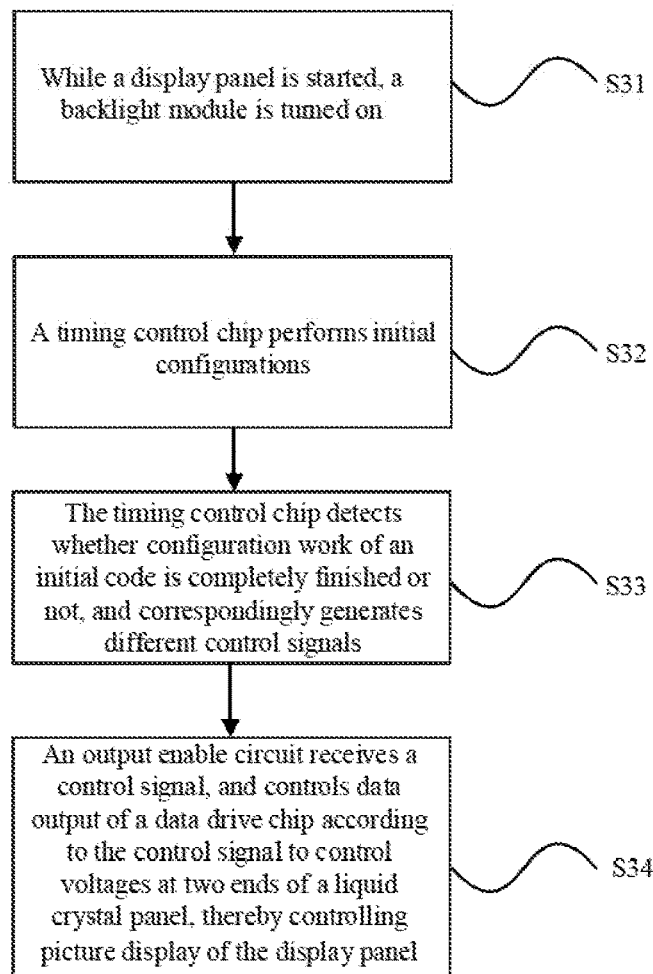 While a display panel is started, a
backlight module is turned on
S31
A timing control chip performs initial
configurations
S32
The timing control chip detects
whether configuration work of an
initial code is completely finished or
not, and correspondingly generates
different control signals
S33
An output enable circuit receives a
control signal, and controls data
output of a data drive chip according
to the control signal to control
voltages at two ends of a liquid
crystal panel, thereby controlling
picture display of the display panel
S34